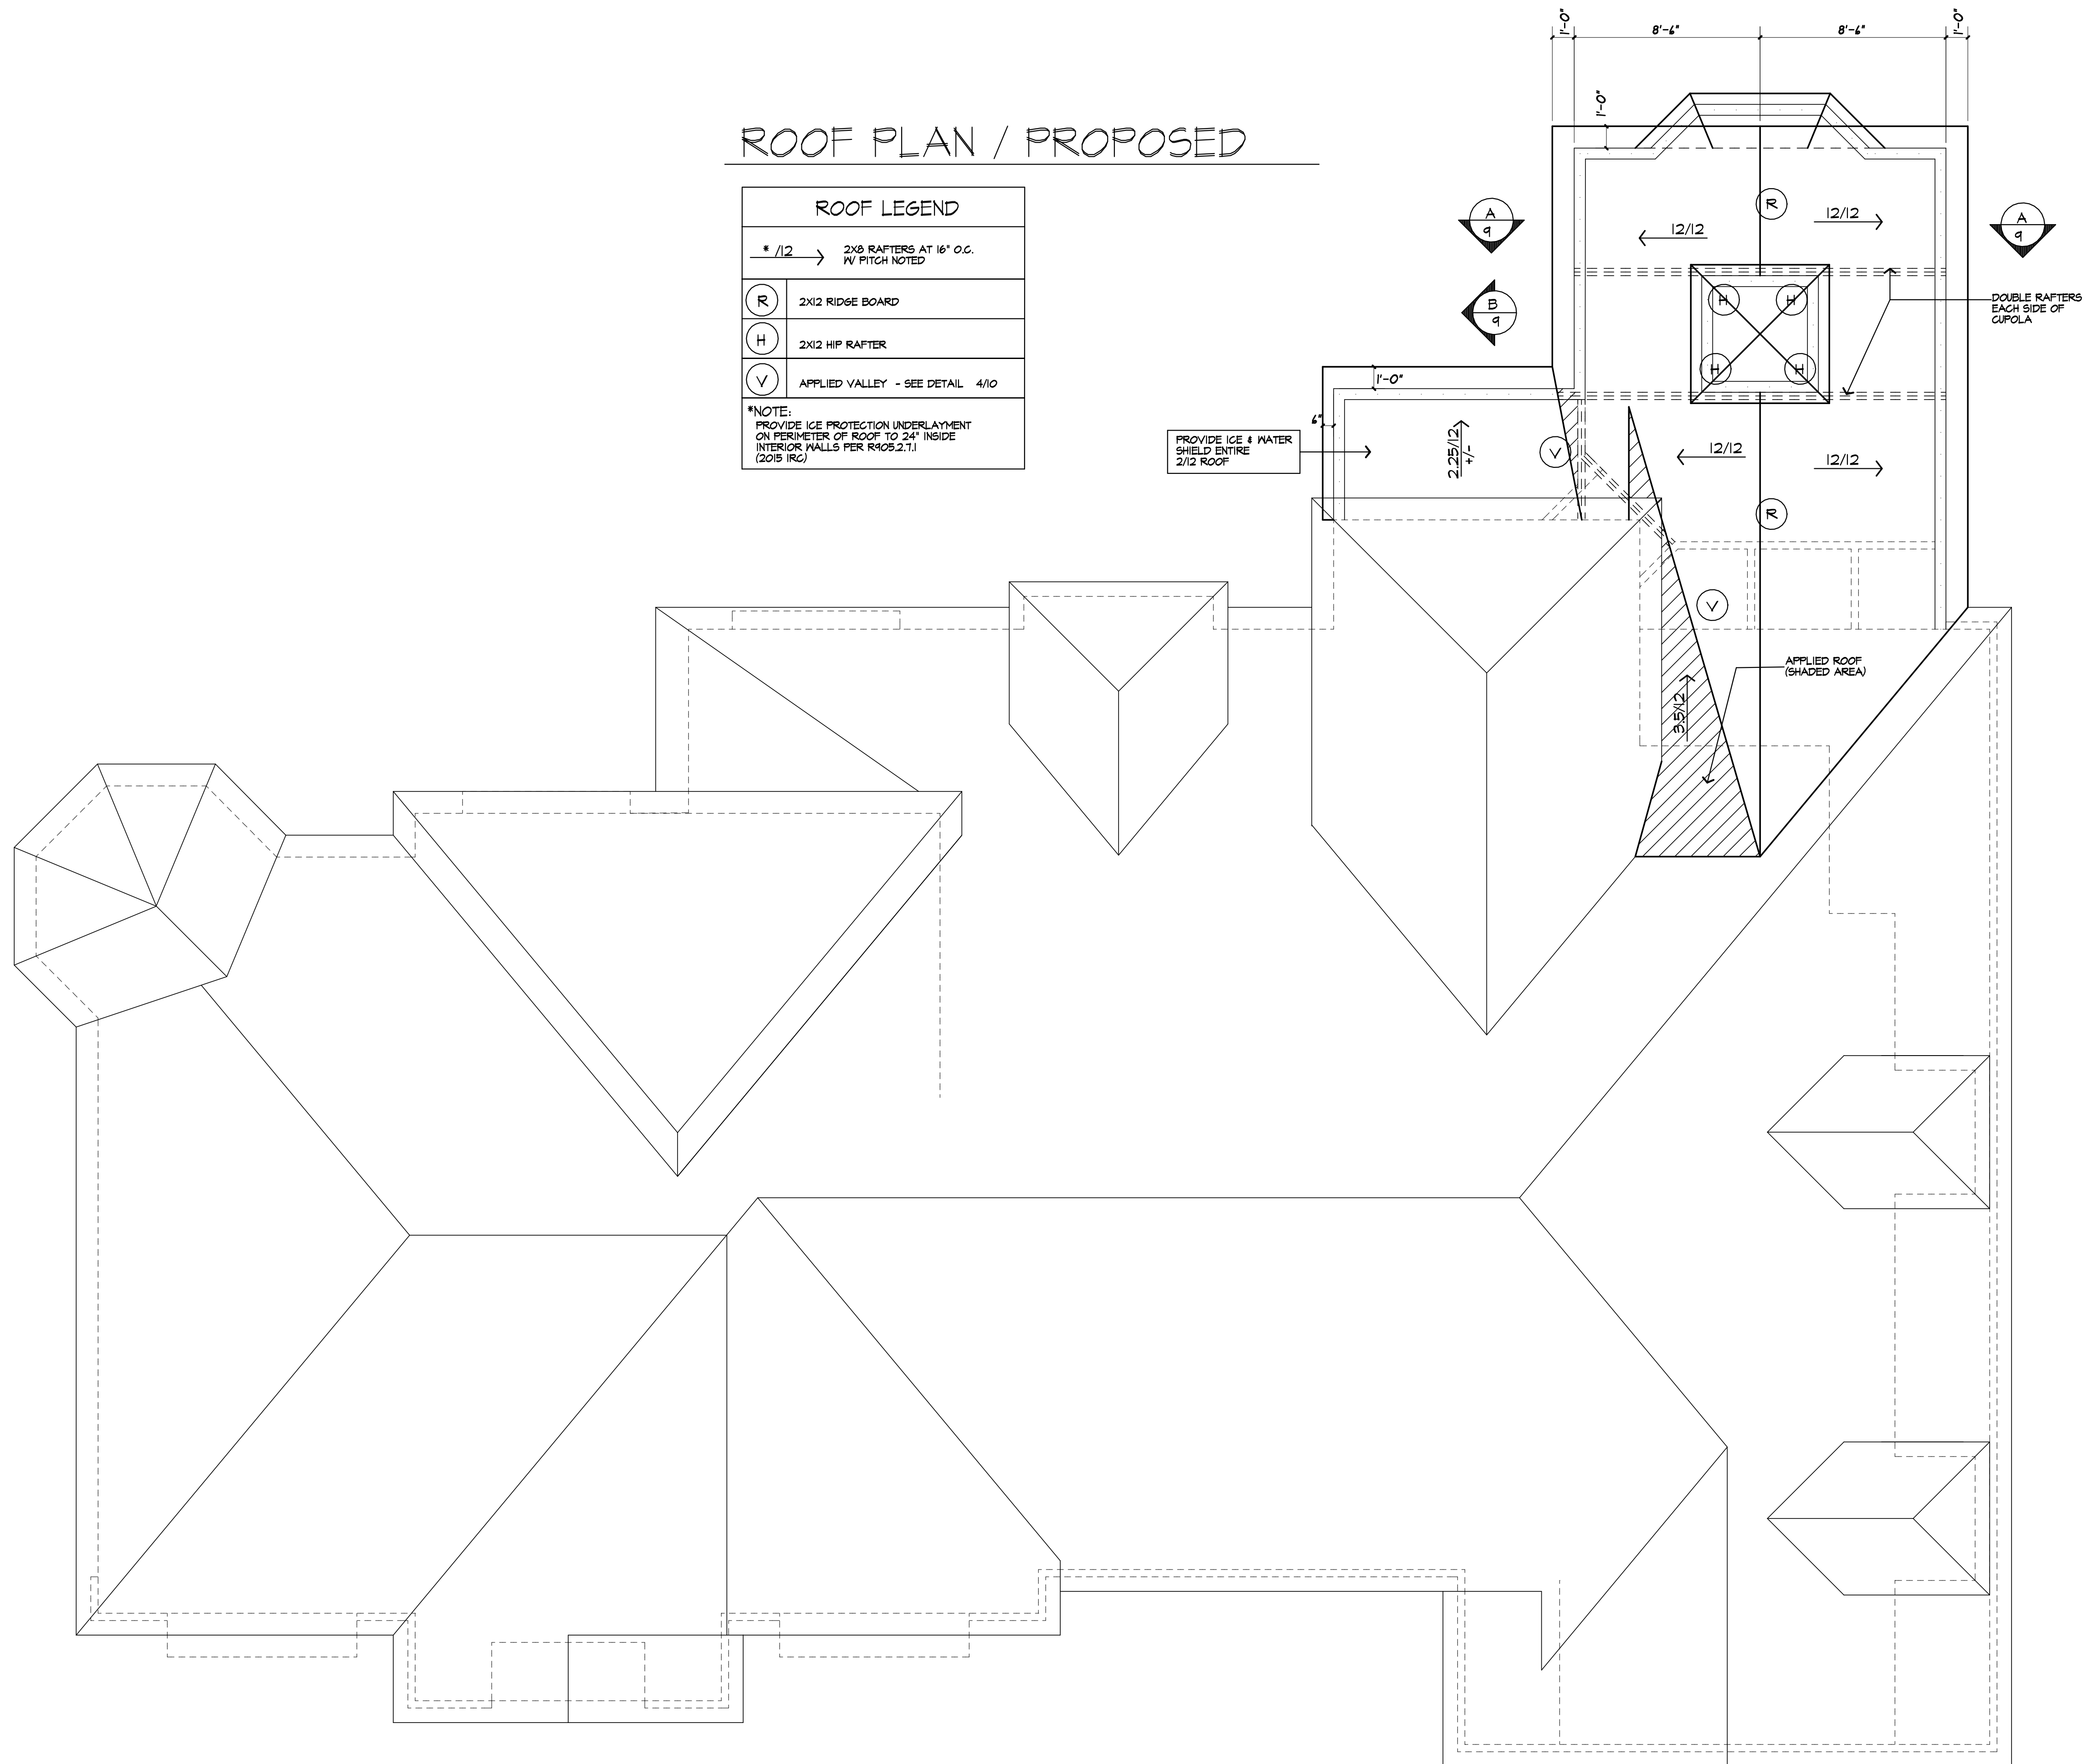 1'-0"
8'-6"
8'-6"
1'-0"
1'-0"
ROOF PLAN / PROPOSED
ROOF LEGEND
* /12
2X8 RAFTERS AT 16" O.C.
W/ PITCH NOTED
R
2X12 RIDGE BOARD
H
2X12 HIP RAFTER
V
APPLIED VALLEY - SEE DETAIL 4/10
*NOTE:
PROVIDE ICE PROTECTION UNDERLAYMENT
ON PERIMETER OF ROOF TO 24" INSIDE
INTERIOR WALLS PER R905.2.7.1
(2015 IRC)
A
9
R
12/12
12/12
A
9
B
9
H
H
H
H
DOUBLE RAFTERS
EACH SIDE OF
CUPOLA
1'-0"
6"
PROVIDE ICE & WATER
SHIELD ENTIRE
2/12 ROOF
2.25/12
+/-
V
12/12
12/12
R
V
APPLIED ROOF
(SHADED AREA)
3.5/12